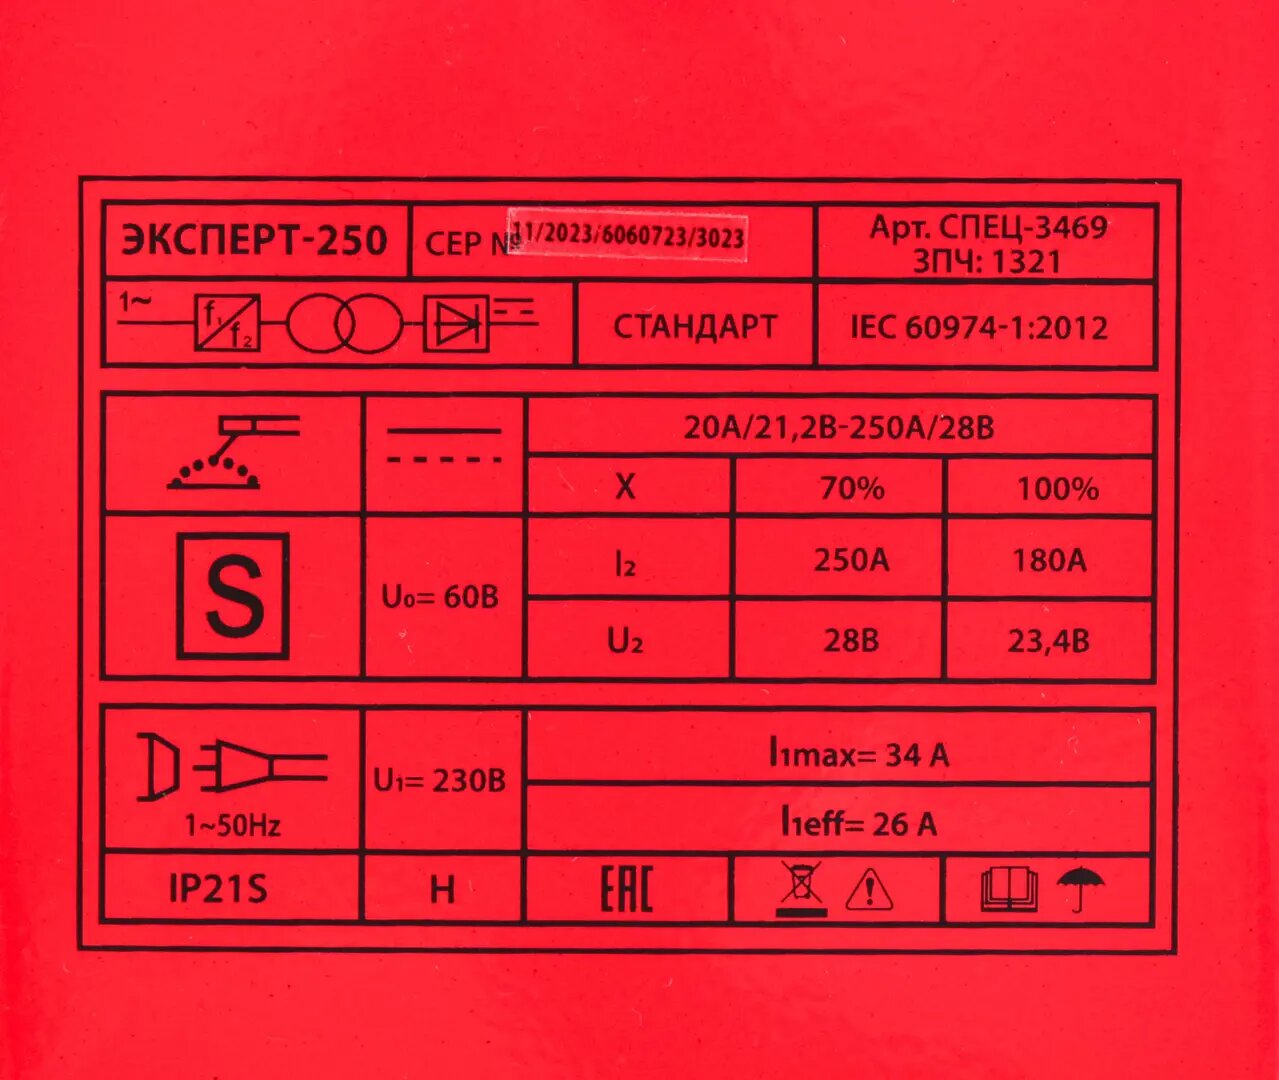 ЭКСПЕРТ-250
СЕР №
11/2023/6060723/3023
Арт. СПЕЦ-3469
ЗПЧ: 1321
1~
f1
f2
СТАНДАРТ
IEC 60974-1:2012
20А/21,2В-250А/28В
X
70%
100%
I2
250А
180А
S
U0= 60В
U2
28В
23,4В
I1max= 34 А
U1= 230В
1~50Hz
I1eff= 26 А
IP21S
H
EAC